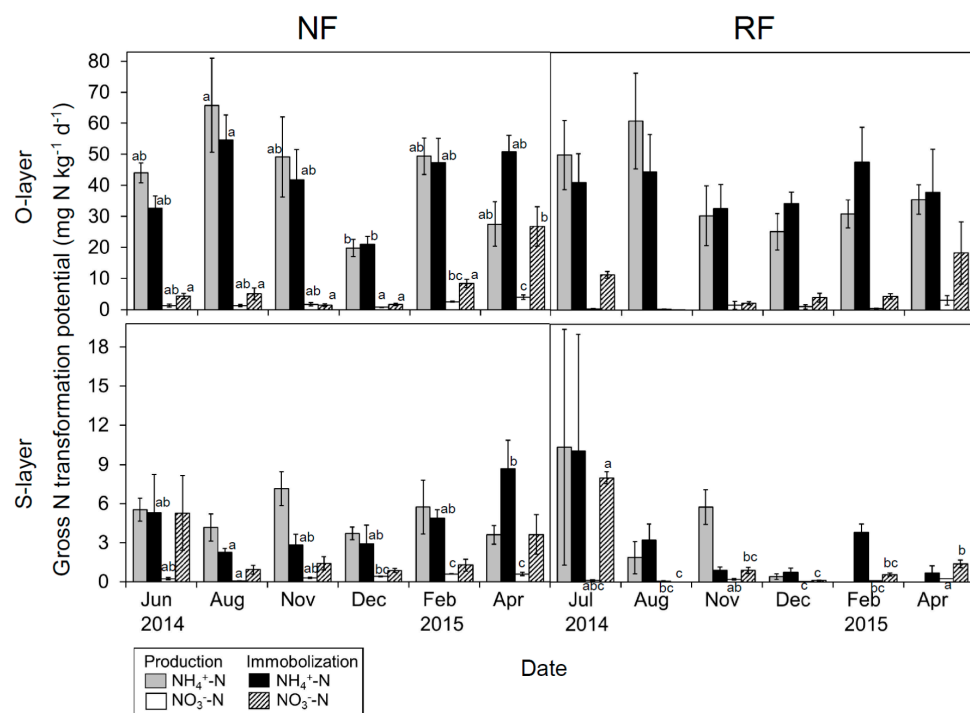 NF RF
O-layer
S-layer
Gross N transformation potential (mg N kg⁻¹ d⁻¹)
80
70
60
50
40
30
20
10
0
ab ab ab a
a a ab a
ab ab a a
b b a a
ab ab bc a
ab ab c a
18
15
12
9
6
3
0
ab ab
a a
ab ab
ab bc
ab c
b c
abc a
bc c
ab bc
c c
bc bc
a b
Jun Aug Nov Dec Feb Apr Jul Aug Nov Dec Feb Apr
2014 2015 2014 2015
Date
Production Immobolization
NH₄⁺-N NH₄⁺-N
NO₃⁻-N NO₃⁻-N